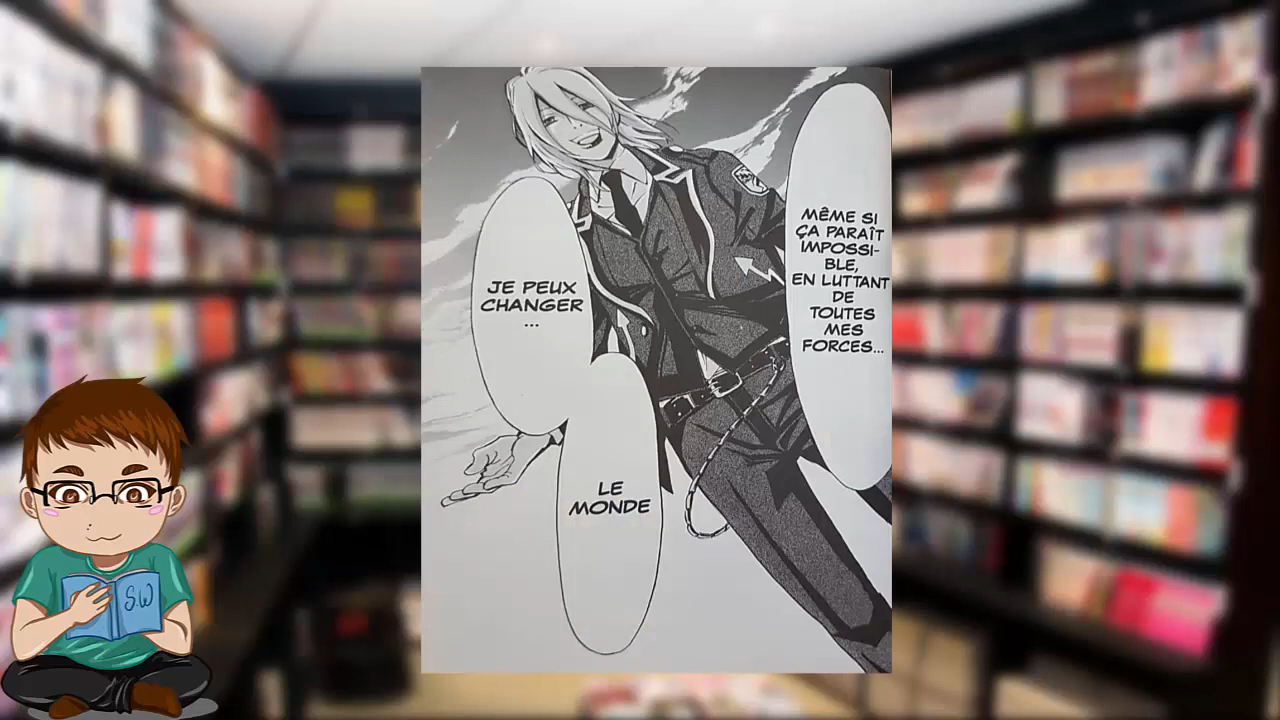 MÊME SI
ÇA PARAÎT
IMPOSSI-
BLE,
EN LUTTANT
DE
TOUTES
MES
FORCES...
JE PEUX
CHANGER
...
LE
MONDE
S.W